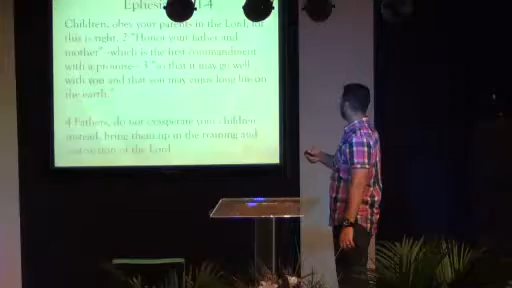 Ephesi 1-4
Children, obey your parents in the Lord, for
this is right. 2 "Honor your father and
mother"--which is the first commandment
with a promise-- 3 "so that it may go well
with you and that you may enjoy long life on
the earth."
4 Fathers, do not exasperate your children
instead, bring them up in the training and
instruction of the Lord